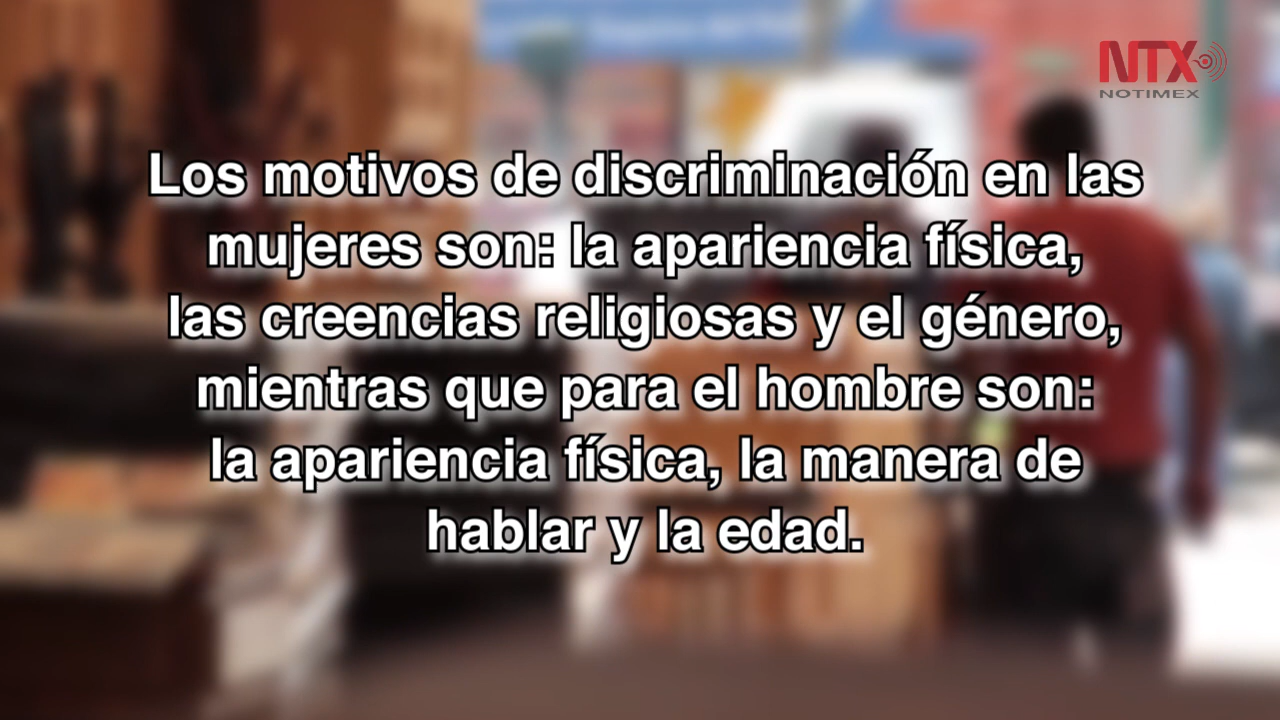 NTX
NOTIMEX
Los motivos de discriminación en las
mujeres son: la apariencia física,
las creencias religiosas y el género,
mientras que para el hombre son:
la apariencia física, la manera de
hablar y la edad.